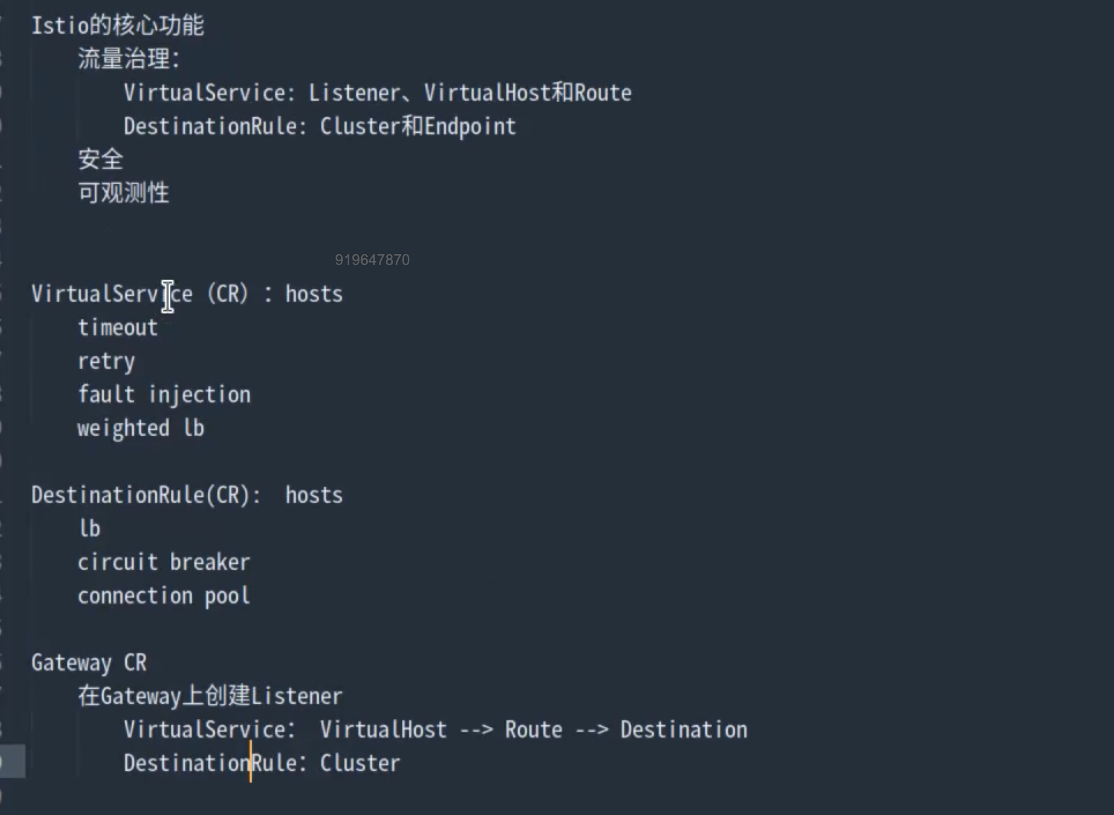 Istio的核心功能
流量治理：
VirtualService: Listener、VirtualHost和Route
DestinationRule: Cluster和Endpoint
安全
可观测性
919647870
VirtualService（CR）：hosts
timeout
retry
fault injection
weighted lb
DestinationRule(CR): hosts
lb
circuit breaker
connection pool
Gateway CR
在Gateway上创建Listener
VirtualService： VirtualHost --> Route --> Destination
DestinationRule：Cluster